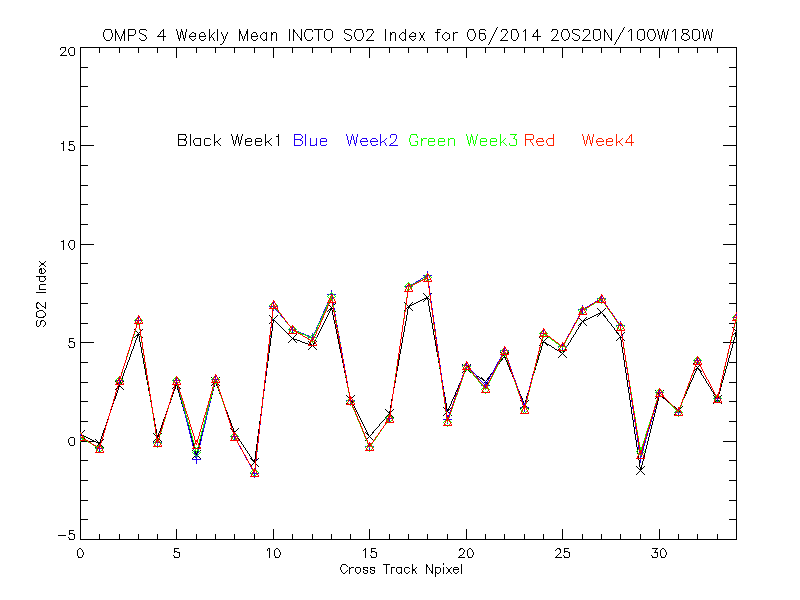 OMPS 4 Weekly Mean INCTO SO2 Index for 06/2014 20S20N/100W180W
20
Black Week1 Blue Week2 Green Week3 Red Week4
15
10
SO2 Index
5
0
-5
0 5 10 15 20 25 30
Cross Track Npixel